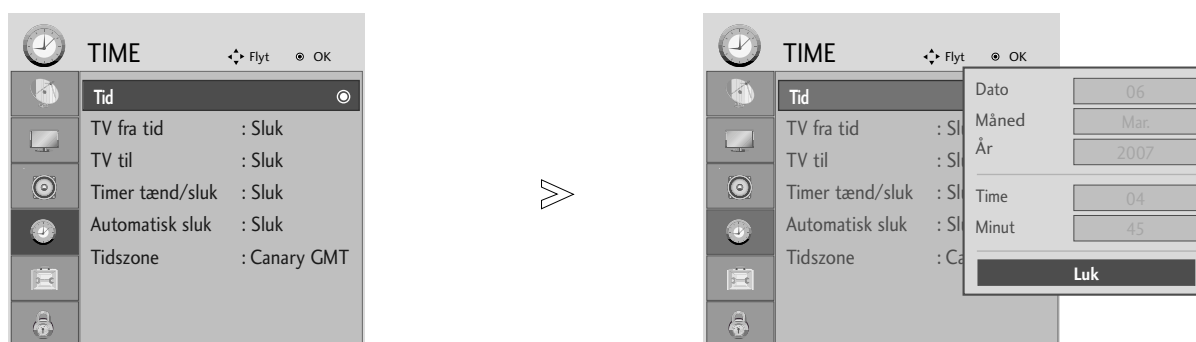 TIME Flyt OK
Tid
TV fra tid : Sluk
TV til : Sluk
Timer tænd/sluk : Sluk
Automatisk sluk : Sluk
Tidszone : Canary GMT
TIME Flyt OK
Tid
TV fra tid : Sl
TV til : Sl
Timer tænd/sluk : Sl
Automatisk sluk : Sl
Tidszone : Ca
Dato 06
Måned Mar.
År 2007
Time 04
Minut 45
Luk